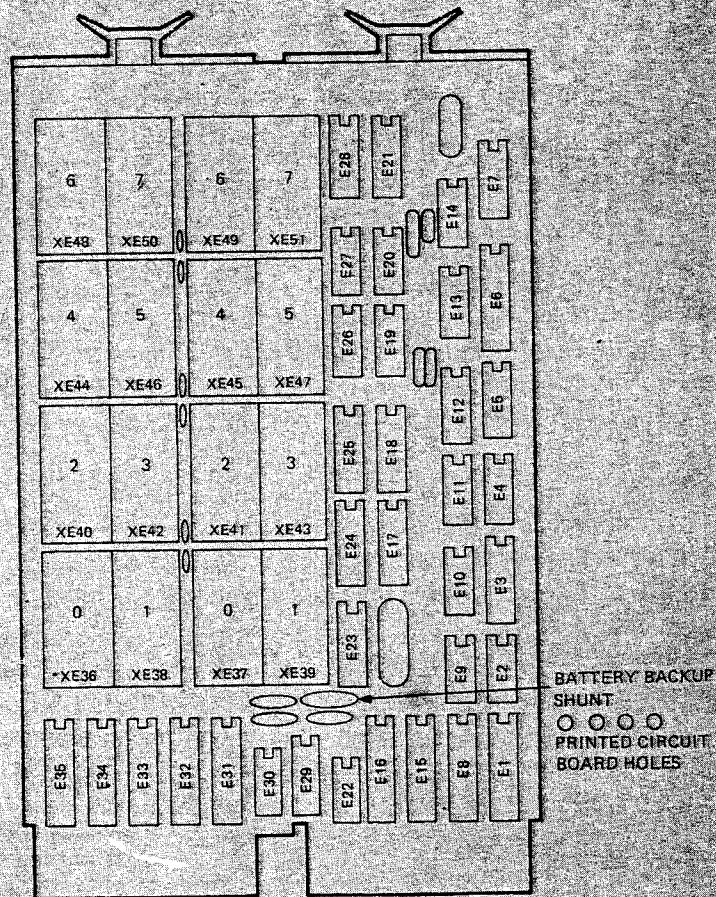 E28 E21
6 7 6 7 E7
E14
XE48 XE50 XE49 XE51
E27 E20
4 5 4 5 E13 E6
E26 E19
XE44 XE46 XE45 XE47
E12 E5
2 3 2 3 E25 E18
E11 E4
XE40 XE42 XE41 XE43
E24 E17
E10 E3
0 1 0 1
E23
XE36 XE38 XE37 XE39 E9 E2
BATTERY BACKUP
SHUNT
PRINTED CIRCUIT
BOARD HOLES
E35 E34 E33 E32 E31 E30 E29 E22 E16 E15 E8 E1